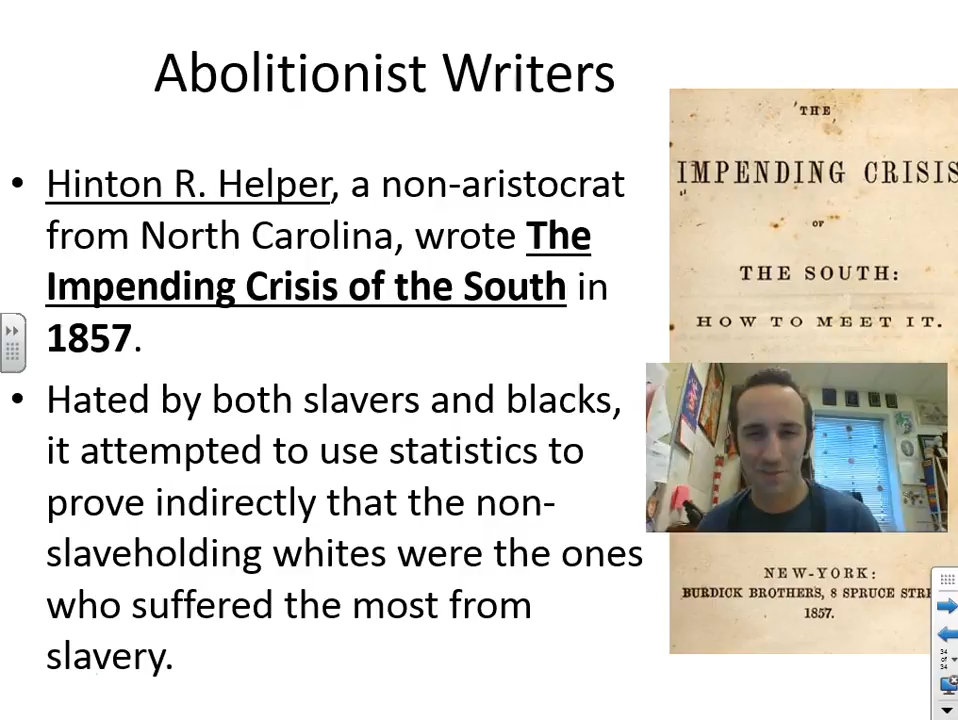 Abolitionist Writers
• Hinton R. Helper, a non-aristocrat
from North Carolina, wrote The
Impending Crisis of the South in
1857.
• Hated by both slavers and blacks,
it attempted to use statistics to
prove indirectly that the non-
slaveholding whites were the ones
who suffered the most from
slavery.
THE
IMPENDING CRISIS
OF
THE SOUTH:
HOW TO MEET IT.
NEW-YORK:
BURDICK BROTHERS, 8 SPRUCE STRE
1857.
34
of
34